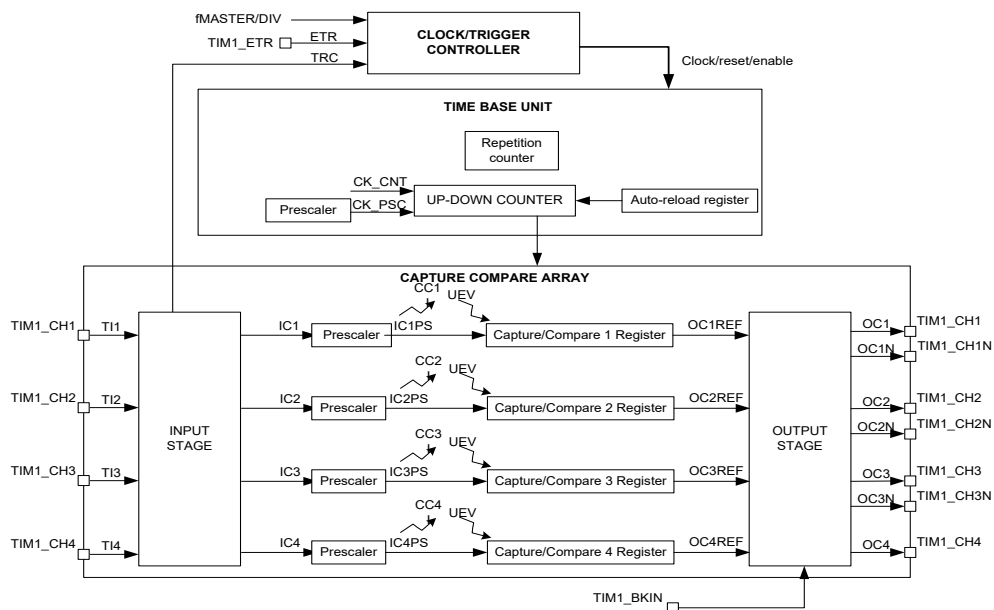 fMASTER/DIV
TIM1_ETR ETR
TRC
CLOCK/TRIGGER
CONTROLLER
Clock/reset/enable
TIME BASE UNIT
Repetition
counter
CK_CNT
Prescaler CK_PSC UP-DOWN COUNTER Auto-reload register
CAPTURE COMPARE ARRAY
CC1 UEV
TIM1_CH1 TI1 IC1 Prescaler IC1PS Capture/Compare 1 Register OC1REF OC1 TIM1_CH1
OC1N TIM1_CH1N
CC2 UEV
TIM1_CH2 TI2 IC2 Prescaler IC2PS Capture/Compare 2 Register OC2REF OC2 TIM1_CH2
INPUT
STAGE
OUTPUT
STAGE
OC2N TIM1_CH2N
CC3 UEV
TIM1_CH3 TI3 IC3 Prescaler IC3PS Capture/Compare 3 Register OC3REF OC3 TIM1_CH3
OC3N TIM1_CH3N
CC4 UEV
TIM1_CH4 TI4 IC4 Prescaler IC4PS Capture/Compare 4 Register OC4REF OC4 TIM1_CH4
TIM1_BKIN